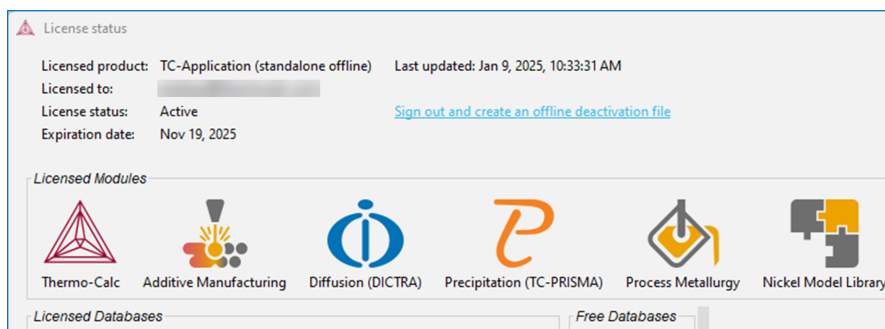 License status
Licensed product: TC-Application (standalone offline) Last updated: Jan 9, 2025, 10:33:31 AM
Licensed to:
License status: Active Sign out and create an offline deactivation file
Expiration date: Nov 19, 2025
Licensed Modules
Thermo-Calc Additive Manufacturing Diffusion (DICTRA) Precipitation (TC-PRISMA) Process Metallurgy Nickel Model Library
Licensed Databases Free Databases